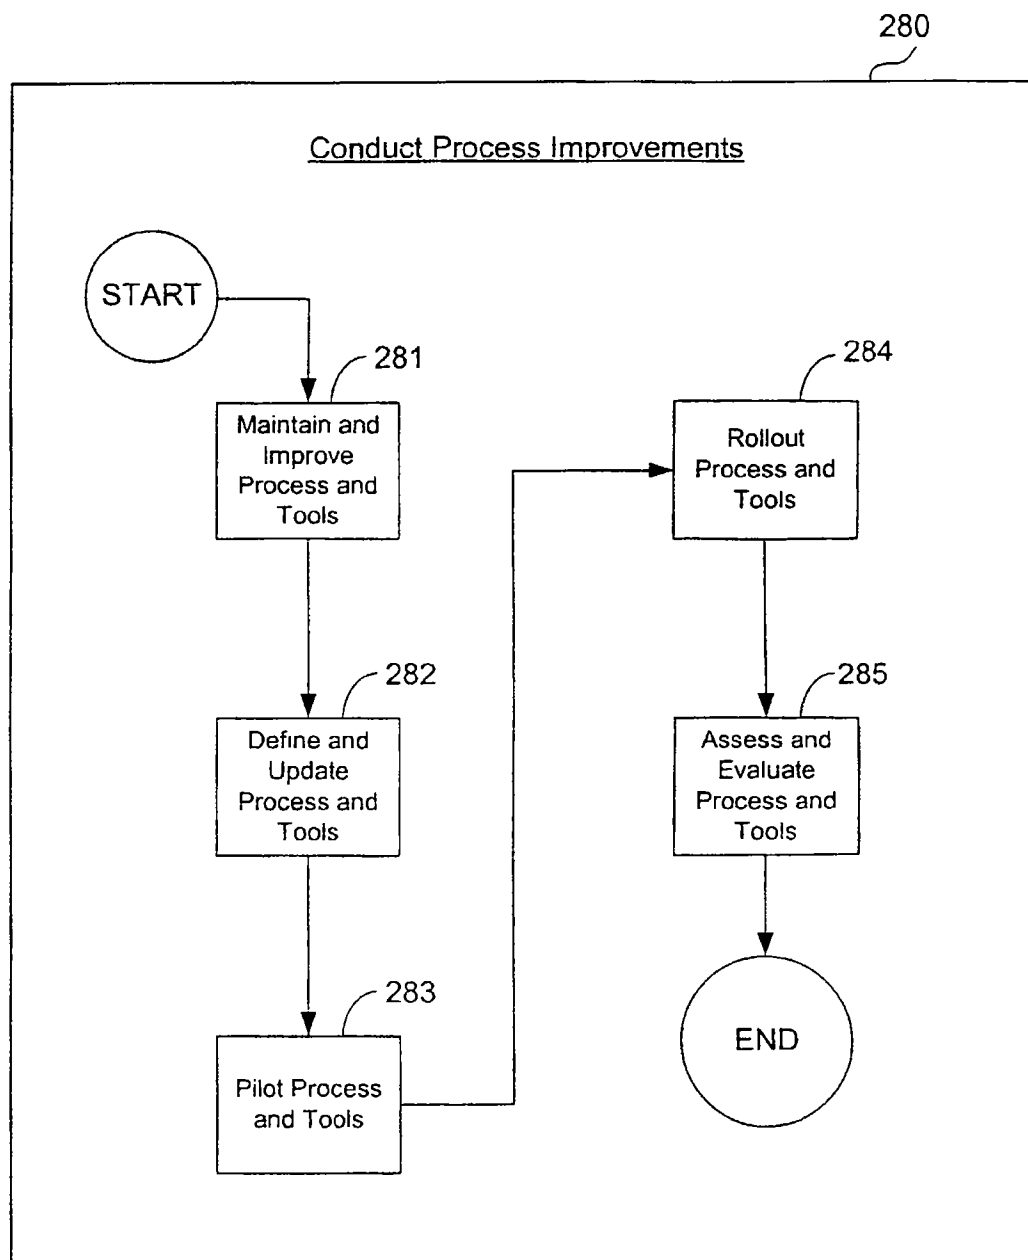 280
Conduct Process Improvements
START
281
Maintain and
Improve
Process and
Tools
282
Define and
Update
Process and
Tools
283
Pilot Process
and Tools
284
Rollout
Process and
Tools
285
Assess and
Evaluate
Process and
Tools
END